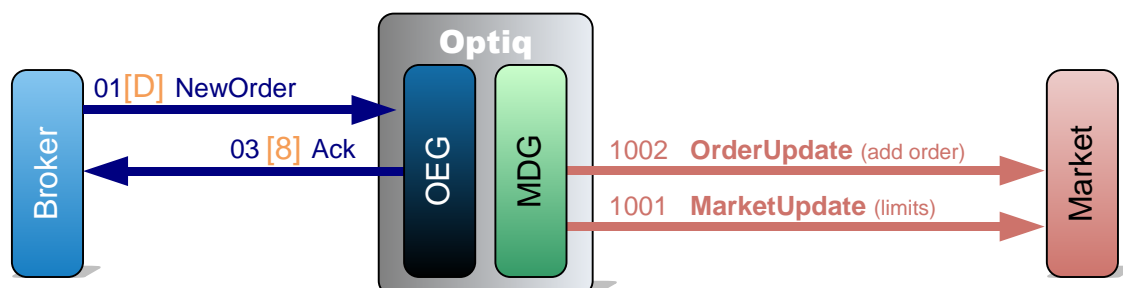 Optiq
Broker
01[D] NewOrder
03 [8] Ack
OEG
MDG
1002 OrderUpdate (add order)
1001 MarketUpdate (limits)
Market